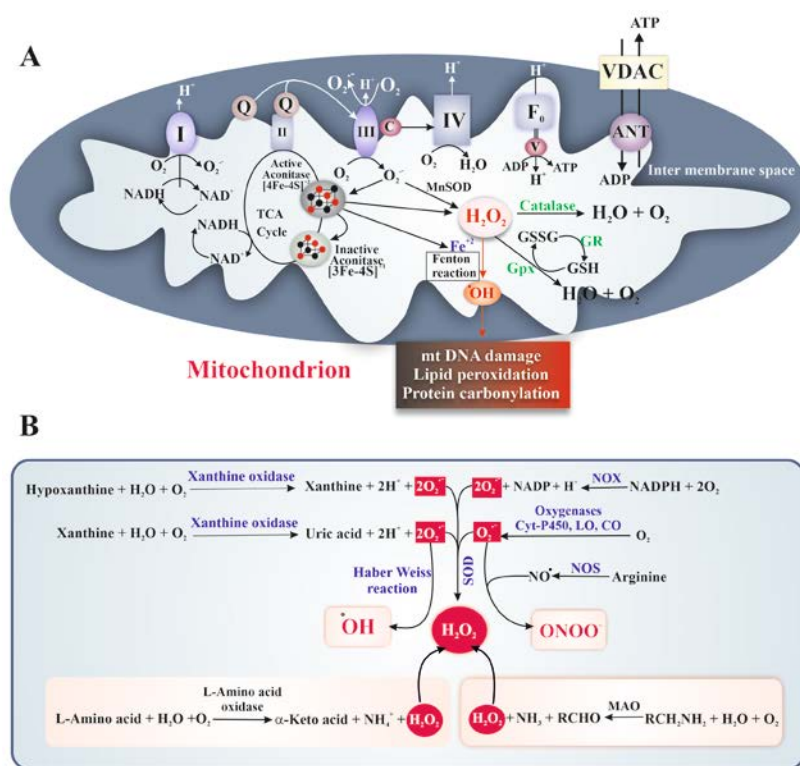 A
ATP
VDAC
H⁺
Q
Q
O₂·⁻
H⁺
O₂
H⁺
H⁺
I
II
III
C
IV
F₀
V
ANT
O₂
O₂·⁻
Active
Aconitase
[4Fe-4S]
O₂
O₂·⁻
O₂
H₂O
ADP
ATP
H⁺
ADP
Inter membrane space
NADH
NAD⁺
MnSOD
NADH
TCA
Cycle
NAD⁺
H₂O₂
Catalase
H₂O + O₂
Inactive
Aconitase
[3Fe-4S]
Fe⁺²
Fenton
reaction
GSSG
GR
GSH
Gpx
H₂O + O₂
·OH
Mitochondrion
mt DNA damage
Lipid peroxidation
Protein carbonylation
B
Hypoxanthine + H₂O + O₂ Xanthine oxidase Xanthine + 2H⁺ + 2O₂·⁻
2O₂·⁻ + NADP + H⁻ NOX NADPH + 2O₂
Xanthine + H₂O + O₂ Xanthine oxidase Uric acid + 2H⁺ + 2O₂·⁻
O₂·⁻ Oxygenases
Cyt-P450, LO, CO
O₂
Haber Weiss
reaction
SOD
NO• NOS Arginine
·OH
H₂O₂
ONOO⁻
L-Amino acid + H₂O +O₂ L-Amino acid
oxidase
α-Keto acid + NH₄⁺ + H₂O₂
H₂O₂ + NH₃ + RCHO MAO RCH₂NH₂ + H₂O + O₂